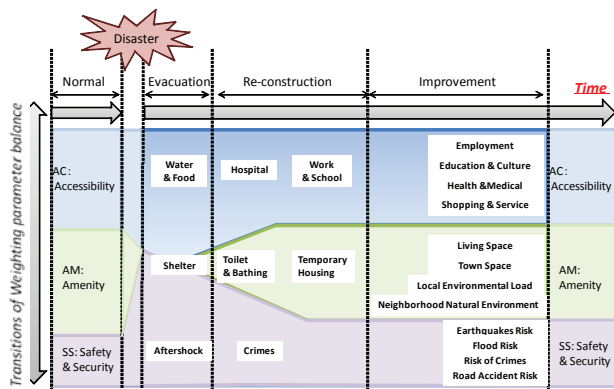 Disaster
Normal
Evacuation
Re-construction
Improvement
Time
Transitions of Weighting parameter balance
AC :
Accessibility
Water
& Food
Hospital
Work
& School
Employment
Education & Culture
Health &Medical
Shopping & Service
AC:
Accessibility
AM:
Amenity
Shelter
Toilet
& Bathing
Temporary
Housing
Living Space
Town Space
Local Environmental Load
Neighborhood Natural Environment
AM:
Amenity
SS: Safety
& Security
Aftershock
Crimes
Earthquakes Risk
Flood Risk
Risk of Crimes
Road Accident Risk
SS: Safety
& Security